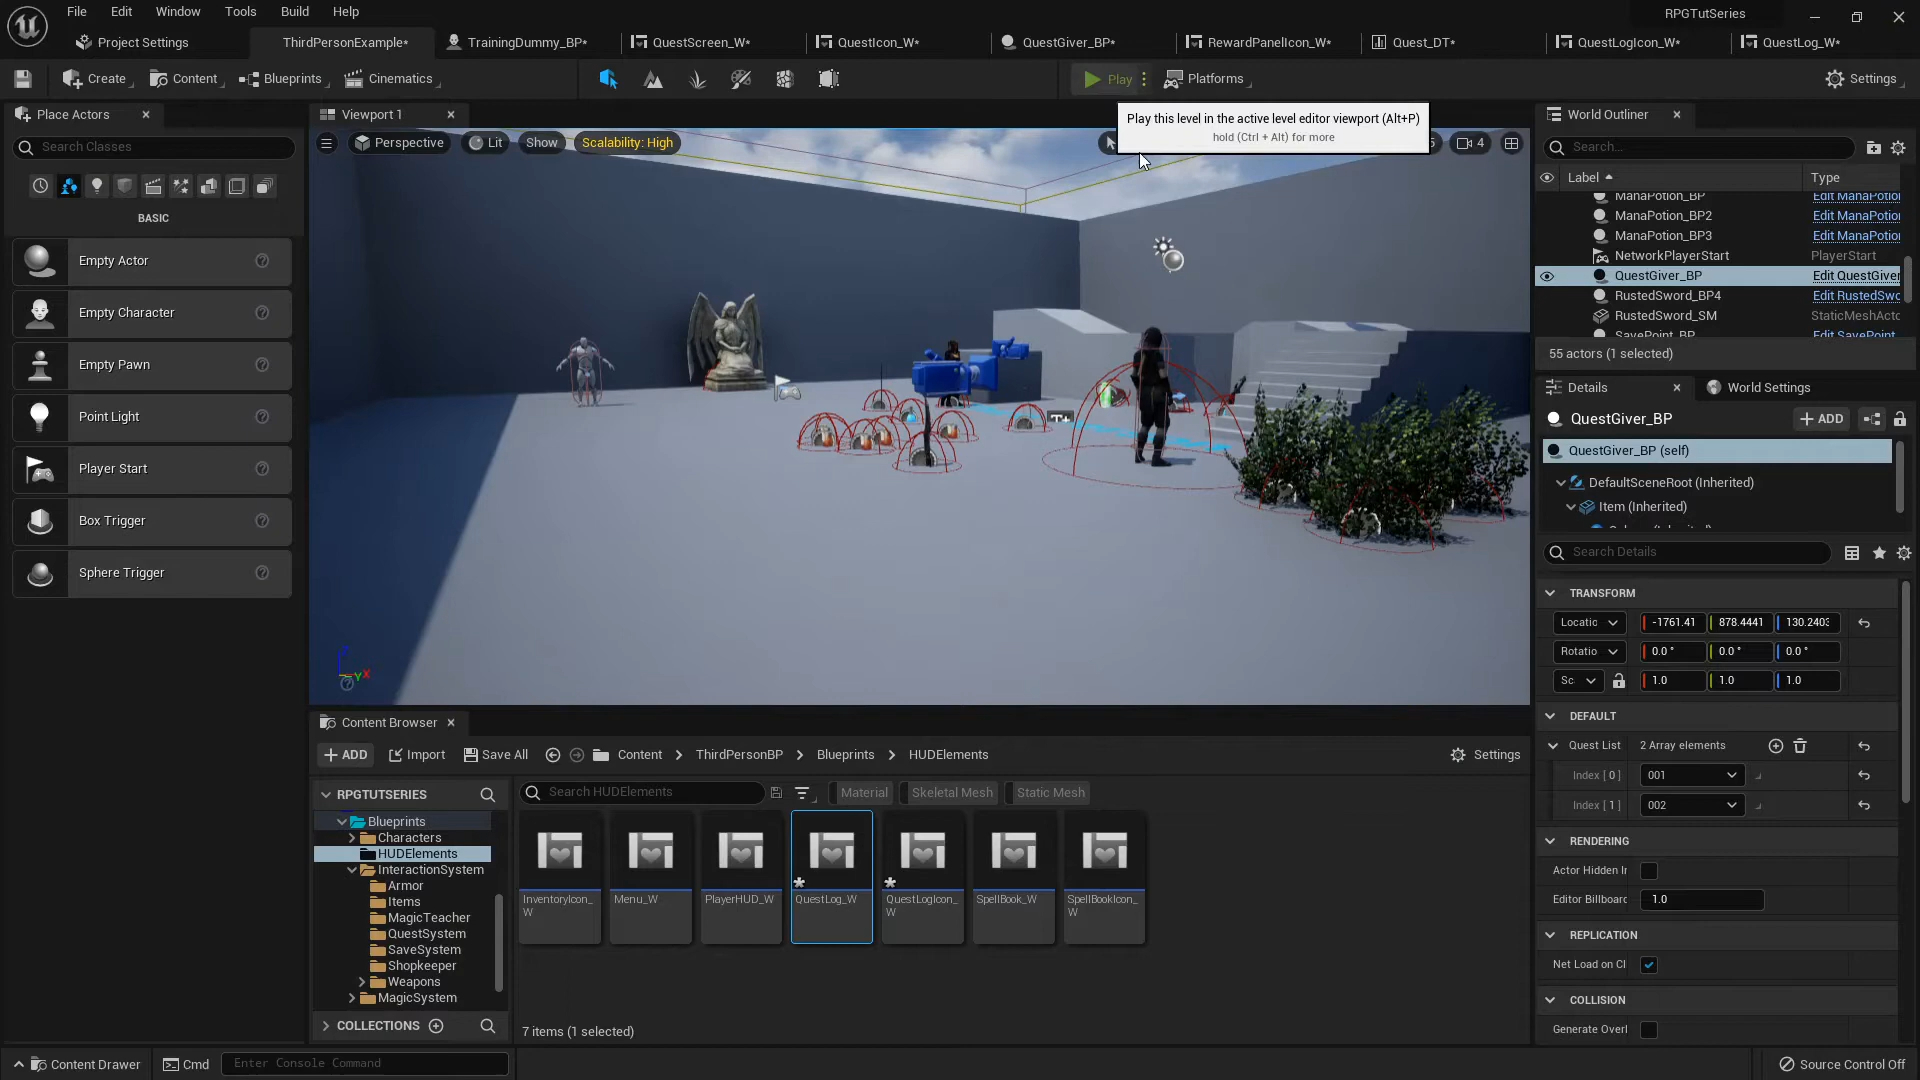 File Edit Window Tools Build Help
RPGTutSeries
Project Settings
ThirdPersonExample*
TrainingDummy_BP*
QuestScreen_W*
QuestIcon_W*
QuestGiver_BP*
RewardPanelIcon_W*
Quest_DT*
QuestLogIcon_W*
QuestLog_W*
Create
Content
Blueprints
Cinematics
Play
Platforms
Settings
Place Actors
Search Classes
BASIC
Empty Actor
Empty Character
Empty Pawn
Point Light
Player Start
Box Trigger
Sphere Trigger
Viewport 1
Perspective
Lit
Show
Scalability: High
4
Play this level in the active level editor viewport (Alt+P)
hold (Ctrl + Alt) for more
World Outliner
Search...
Label
Type
ManaPotion_BP Edit ManaPotion
ManaPotion_BP2 Edit ManaPotion
ManaPotion_BP3 Edit ManaPotion
NetworkPlayerStart PlayerStart
QuestGiver_BP Edit QuestGiver
RustedSword_BP4 Edit RustedSwo
RustedSword_SM StaticMeshActo
SavePoint_BP Edit SavePoint
55 actors (1 selected)
Details
World Settings
QuestGiver_BP
ADD
QuestGiver_BP (self)
DefaultSceneRoot (Inherited)
Item (Inherited)
Search Details
TRANSFORM
Locatio -1761.41 878.4441 130.2403
Rotatio 0.0 ° 0.0 ° 0.0 °
Sc 1.0 1.0 1.0
DEFAULT
Quest List 2 Array elements
Index [ 0 ] 001
Index [ 1 ] 002
RENDERING
Actor Hidden In
Editor Billboard 1.0
REPLICATION
Net Load on Cl
COLLISION
Generate Overl
Content Browser
ADD
Import
Save All
Content
ThirdPersonBP
Blueprints
HUDElements
Settings
RPGTUTSERIES
Blueprints
Characters
HUDElements
InteractionSystem
Armor
Items
MagicTeacher
QuestSystem
SaveSystem
Shopkeeper
Weapons
MagicSystem
COLLECTIONS
Search HUDElements
Material
Skeletal Mesh
Static Mesh
InventoryIcon_
W
Menu_W
PlayerHUD_W
QuestLog_W
QuestLogIcon_
W
SpellBook_W
SpellBookIcon_
W
7 items (1 selected)
Content Drawer
Cmd
Enter Console Command
Source Control Off